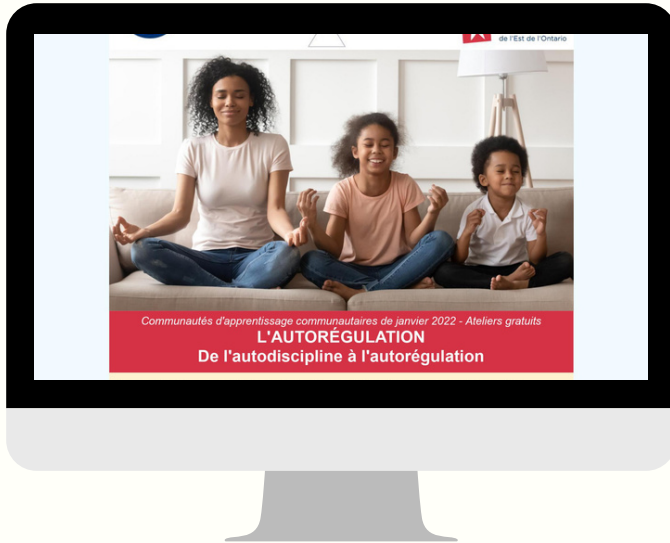 de l'Est de l'Ontario
Communautés d'apprentissage communautaires de janvier 2022 - Ateliers gratuits
L'AUTORÉGULATION
De l'autodiscipline à l'autorégulation